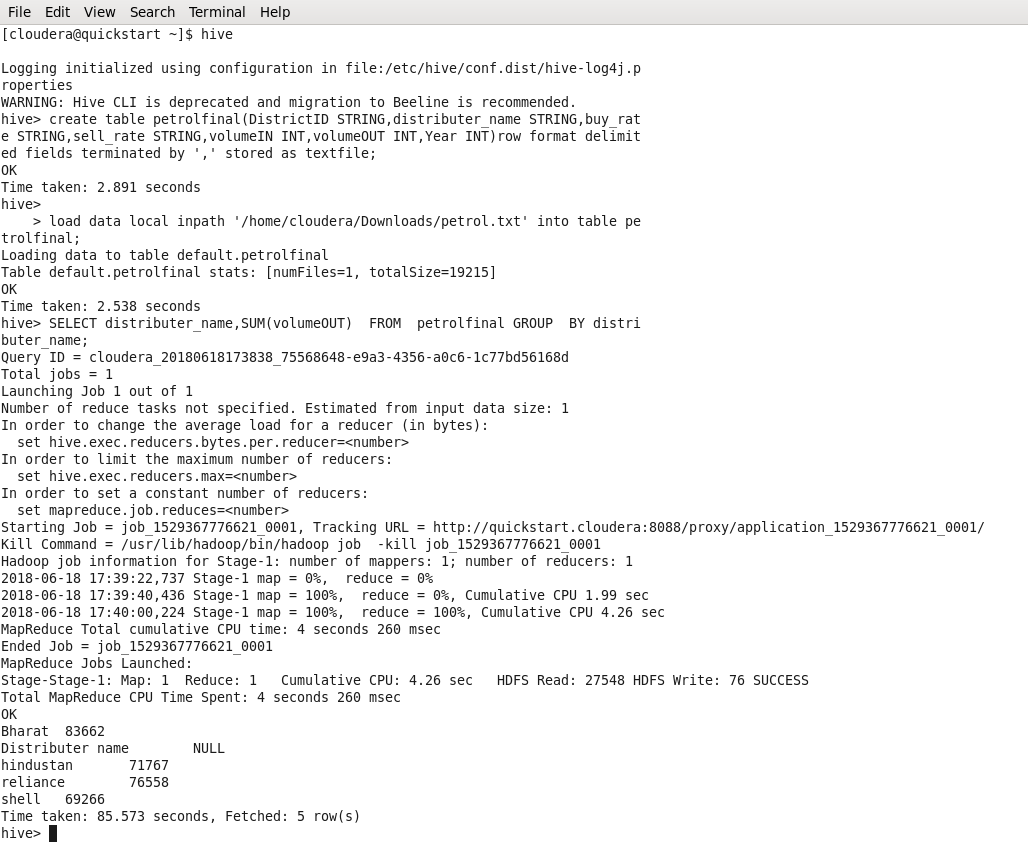 File Edit View Search Terminal Help
[cloudera@quickstart ~]$ hive
Logging initialized using configuration in file:/etc/hive/conf.dist/hive-log4j.p
roperties
WARNING: Hive CLI is deprecated and migration to Beeline is recommended.
hive> create table petrolfinal(DistrictID STRING,distributer_name STRING,buy_rat
e STRING,sell_rate STRING,volumeIN INT,volumeOUT INT,Year INT)row format delimit
ed fields terminated by ',' stored as textfile;
OK
Time taken: 2.891 seconds
hive>
    > load data local inpath '/home/cloudera/Downloads/petrol.txt' into table pe
trolfinal;
Loading data to table default.petrolfinal
Table default.petrolfinal stats: [numFiles=1, totalSize=19215]
OK
Time taken: 2.538 seconds
hive> SELECT distributer_name,SUM(volumeOUT)  FROM  petrolfinal GROUP  BY distri
buter_name;
Query ID = cloudera_20180618173838_75568648-e9a3-4356-a0c6-1c77bd56168d
Total jobs = 1
Launching Job 1 out of 1
Number of reduce tasks not specified. Estimated from input data size: 1
In order to change the average load for a reducer (in bytes):
  set hive.exec.reducers.bytes.per.reducer=<number>
In order to limit the maximum number of reducers:
  set hive.exec.reducers.max=<number>
In order to set a constant number of reducers:
  set mapreduce.job.reduces=<number>
Starting Job = job_1529367776621_0001, Tracking URL = http://quickstart.cloudera:8088/proxy/application_1529367776621_0001/
Kill Command = /usr/lib/hadoop/bin/hadoop job  -kill job_1529367776621_0001
Hadoop job information for Stage-1: number of mappers: 1; number of reducers: 1
2018-06-18 17:39:22,737 Stage-1 map = 0%,  reduce = 0%
2018-06-18 17:39:40,436 Stage-1 map = 100%,  reduce = 0%, Cumulative CPU 1.99 sec
2018-06-18 17:40:00,224 Stage-1 map = 100%,  reduce = 100%, Cumulative CPU 4.26 sec
MapReduce Total cumulative CPU time: 4 seconds 260 msec
Ended Job = job_1529367776621_0001
MapReduce Jobs Launched:
Stage-Stage-1: Map: 1  Reduce: 1   Cumulative CPU: 4.26 sec   HDFS Read: 27548 HDFS Write: 76 SUCCESS
Total MapReduce CPU Time Spent: 4 seconds 260 msec
OK
Bharat  83662
Distributer name        NULL
hindustan       71767
reliance        76558
shell   69266
Time taken: 85.573 seconds, Fetched: 5 row(s)
hive>